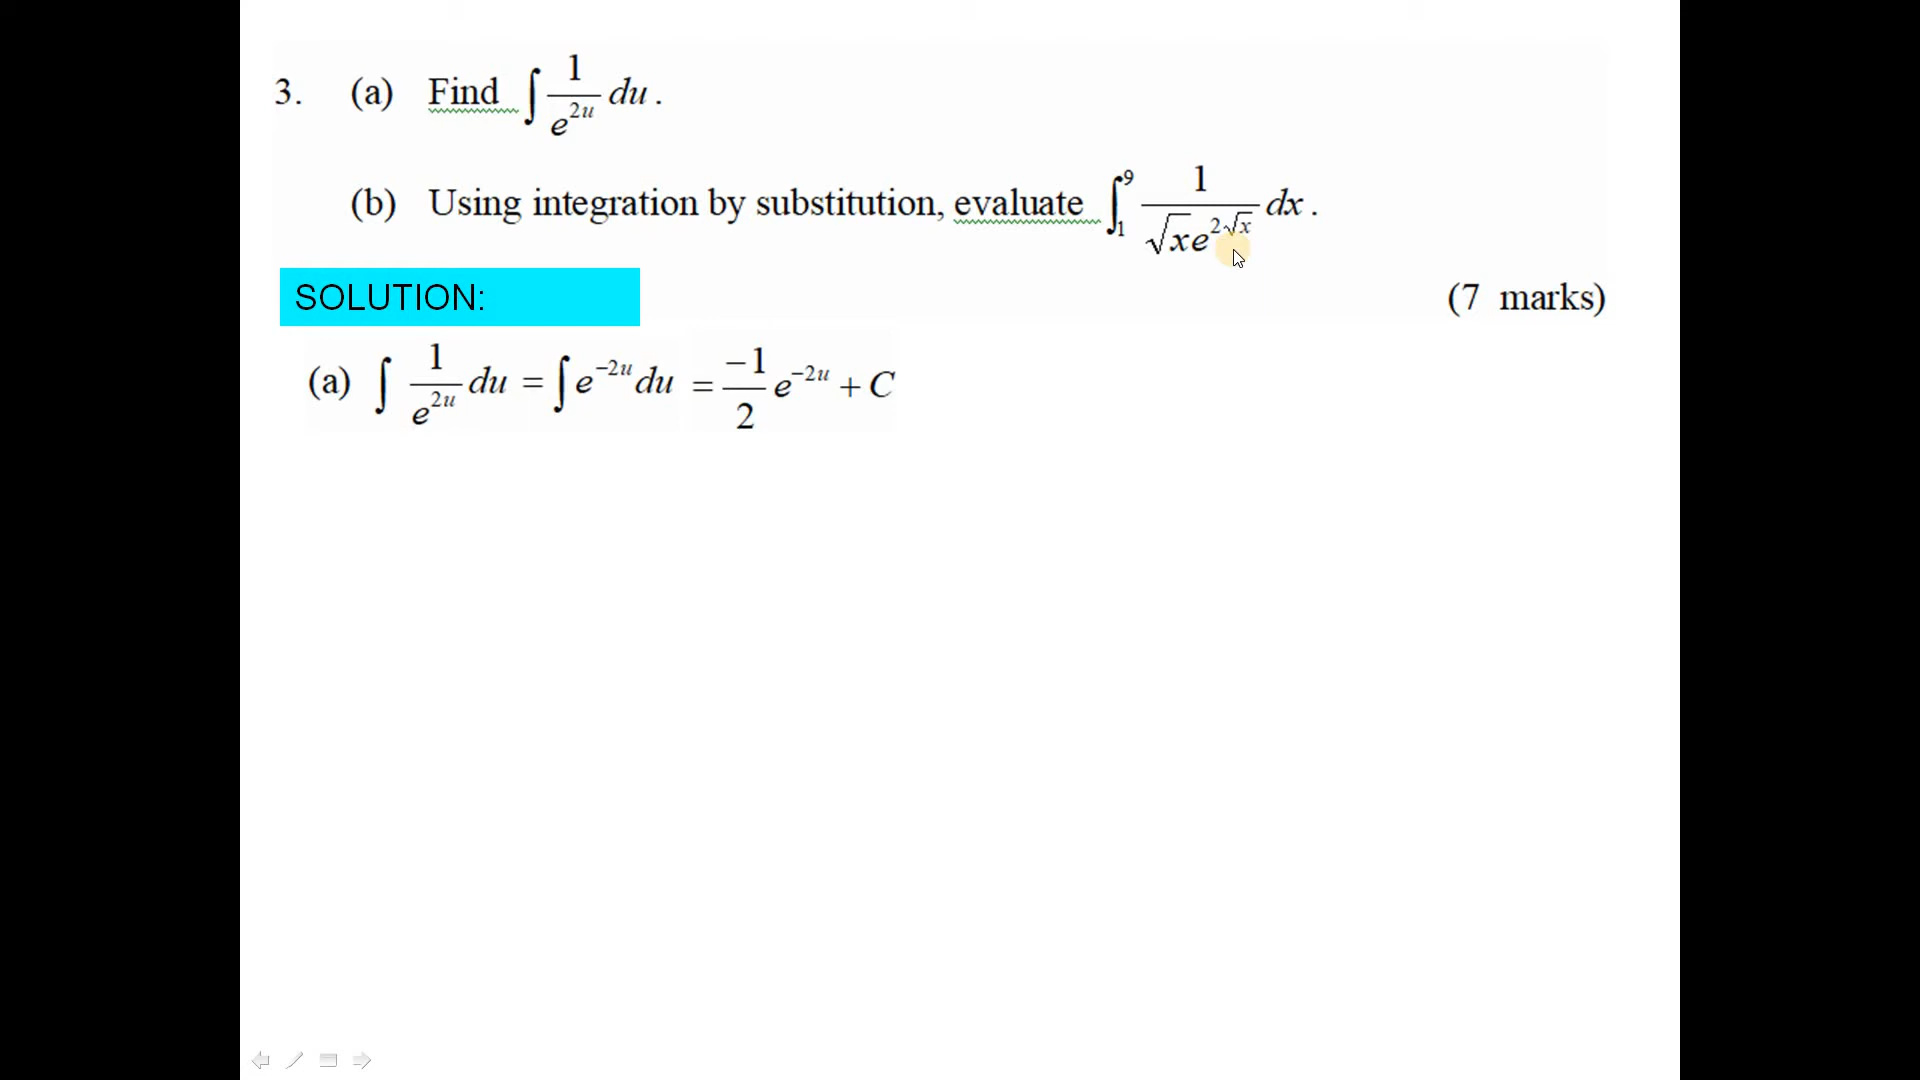 3. (a) Find ∫ 1/e^{2u} du .
(b) Using integration by substitution, evaluate ∫_1^9 1/(√x e^{2√x}) dx .
(7 marks)
SOLUTION:
(a) ∫ 1/e^{2u} du = ∫ e^{-2u} du = -1/2 e^{-2u} + C